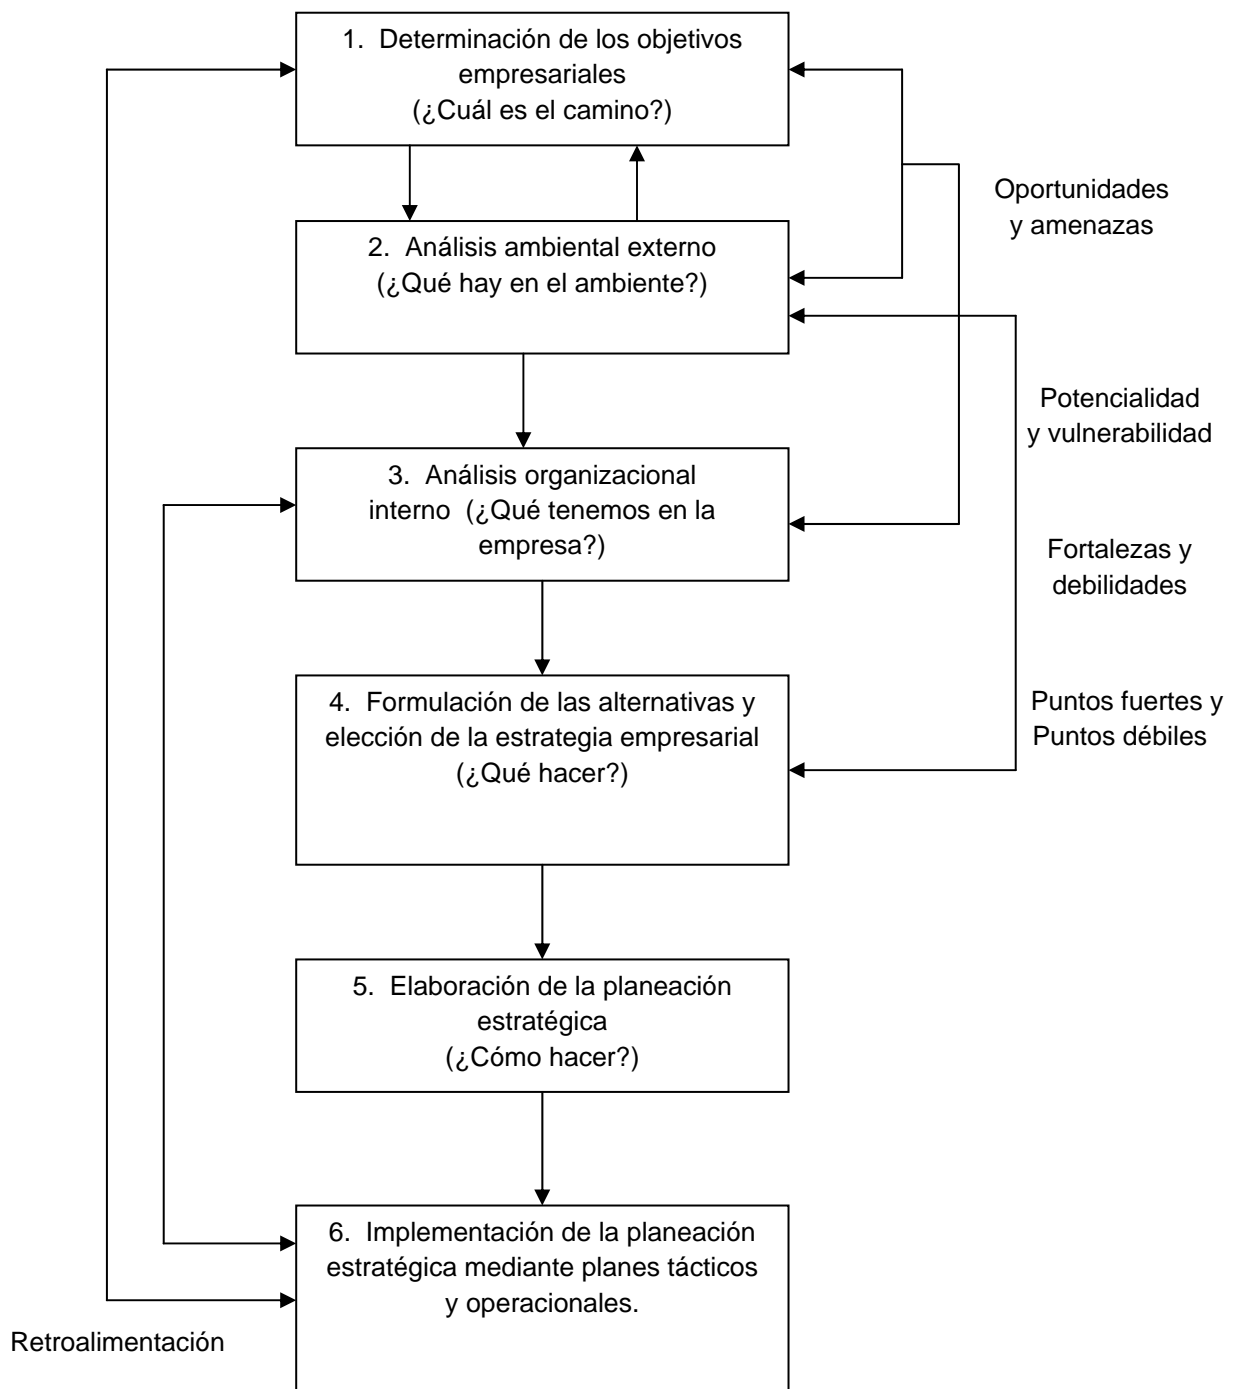 1. Determinación de los objetivos
empresariales
(¿Cuál es el camino?)
Oportunidades
y amenazas
2. Análisis ambiental externo
(¿Qué hay en el ambiente?)
Potencialidad
y vulnerabilidad
3. Análisis organizacional
interno (¿Qué tenemos en la
empresa?)
Fortalezas y
debilidades
4. Formulación de las alternativas y
elección de la estrategia empresarial
(¿Qué hacer?)
Puntos fuertes y
Puntos débiles
5. Elaboración de la planeación
estratégica
(¿Cómo hacer?)
6. Implementación de la planeación
estratégica mediante planes tácticos
y operacionales.
Retroalimentación